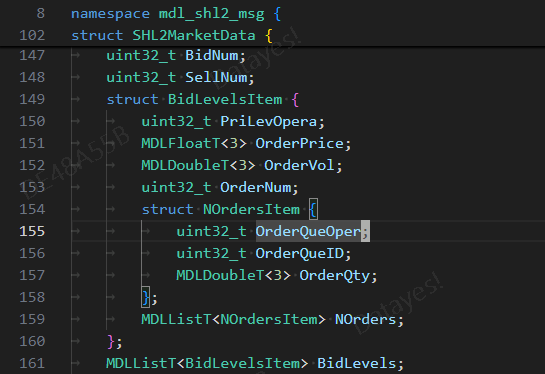 8 namespace mdl_shl2_msg {
102 struct SHL2MarketData {
147 uint32_t BidNum;
148 uint32_t SellNum;
149 struct BidLevelsItem {
150 uint32_t PriLevOpera;
151 MDLFloatT<3> OrderPrice;
152 MDLDoubleT<3> OrderVol;
153 uint32_t OrderNum;
154 struct NOrdersItem {
155 uint32_t OrderQueOper;
156 uint32_t OrderQueID;
157 MDLDoubleT<3> OrderQty;
158 };
159 MDLListT<NOrdersItem> NOrders;
160 };
161 MDLListT<BidLevelsItem> BidLevels;
Datayes!
Datayes!